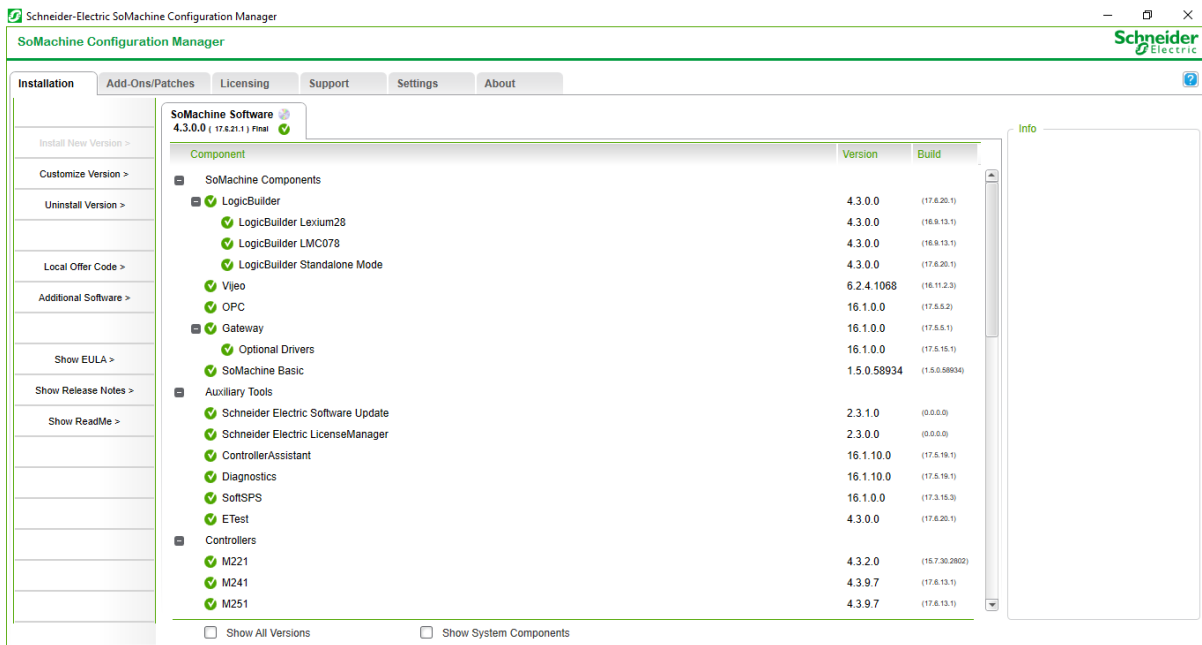 Schneider-Electric SoMachine Configuration Manager
SoMachine Configuration Manager
Schneider Electric
Installation Add-Ons/Patches Licensing Support Settings About
?
Install New Version >
Customize Version >
Uninstall Version >
Local Offer Code >
Additional Software >
Show EULA >
Show Release Notes >
Show ReadMe >
SoMachine Software
4.3.0.0 ( 17.6.21.1 ) Final
Component Version Build
SoMachine Components
LogicBuilder 4.3.0.0 (17.6.20.1)
LogicBuilder Lexium28 4.3.0.0 (16.9.13.1)
LogicBuilder LMC078 4.3.0.0 (16.9.13.1)
LogicBuilder Standalone Mode 4.3.0.0 (17.6.20.1)
Vijeo 6.2.4.1068 (16.11.2.3)
OPC 16.1.0.0 (17.5.5.2)
Gateway 16.1.0.0 (17.5.5.1)
Optional Drivers 16.1.0.0 (17.5.15.1)
SoMachine Basic 1.5.0.58934 (1.5.0.58934)
Auxiliary Tools
Schneider Electric Software Update 2.3.1.0 (0.0.0.0)
Schneider Electric LicenseManager 2.3.0.0 (0.0.0.0)
ControllerAssistant 16.1.10.0 (17.5.19.1)
Diagnostics 16.1.10.0 (17.5.19.1)
SoftSPS 16.1.0.0 (17.3.15.3)
ETest 4.3.0.0 (17.6.20.1)
Controllers
M221 4.3.2.0 (15.7.30.2802)
M241 4.3.9.7 (17.6.13.1)
M251 4.3.9.7 (17.6.13.1)
Show All Versions Show System Components
Info